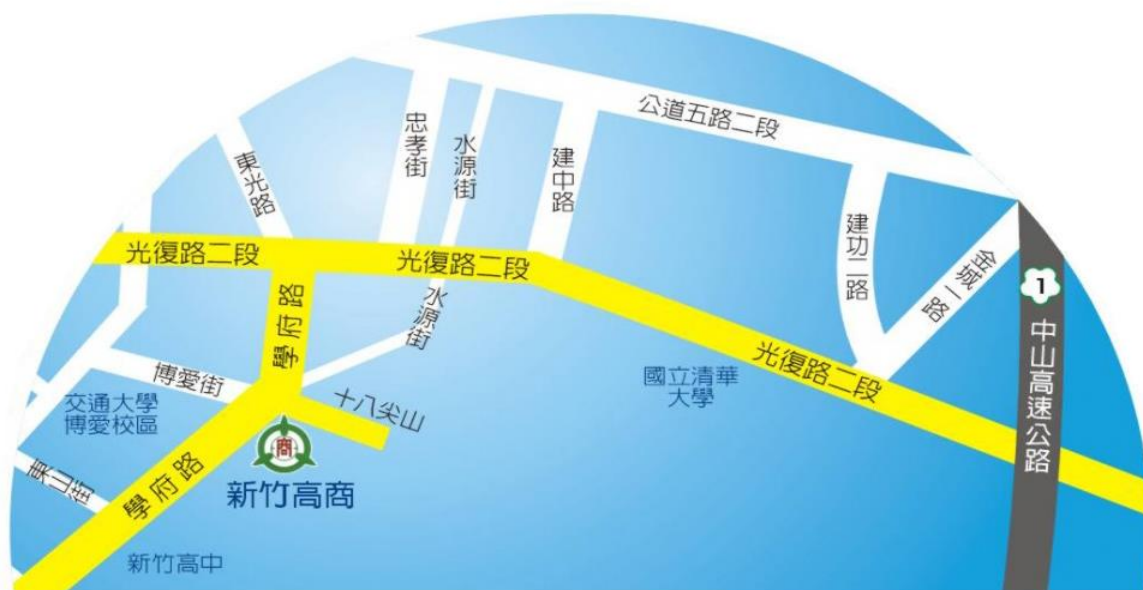 公道五路二段
忠孝街
水源街
建中路
東光路
建功二路
金城一路
光復路二段
光復路二段
1
中山高速公路
學府路
水源街
光復路二段
國立清華
大學
博愛街
十八尖山
交通大學
博愛校區
商
東山街
學府路
新竹高商
新竹高中